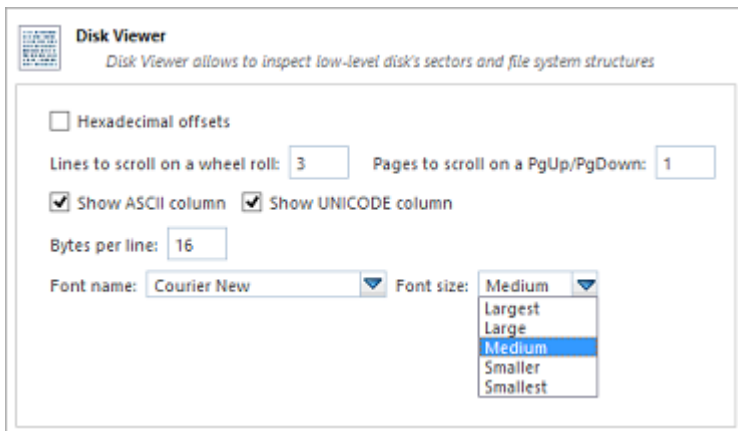 Disk Viewer
Disk Viewer allows to inspect low-level disk's sectors and file system structures
Hexadecimal offsets
Lines to scroll on a wheel roll: 3 Pages to scroll on a PgUp/PgDown: 1
Show ASCII column Show UNICODE column
Bytes per line: 16
Font name: Courier New Font size: Medium
Largest
Large
Medium
Smaller
Smallest